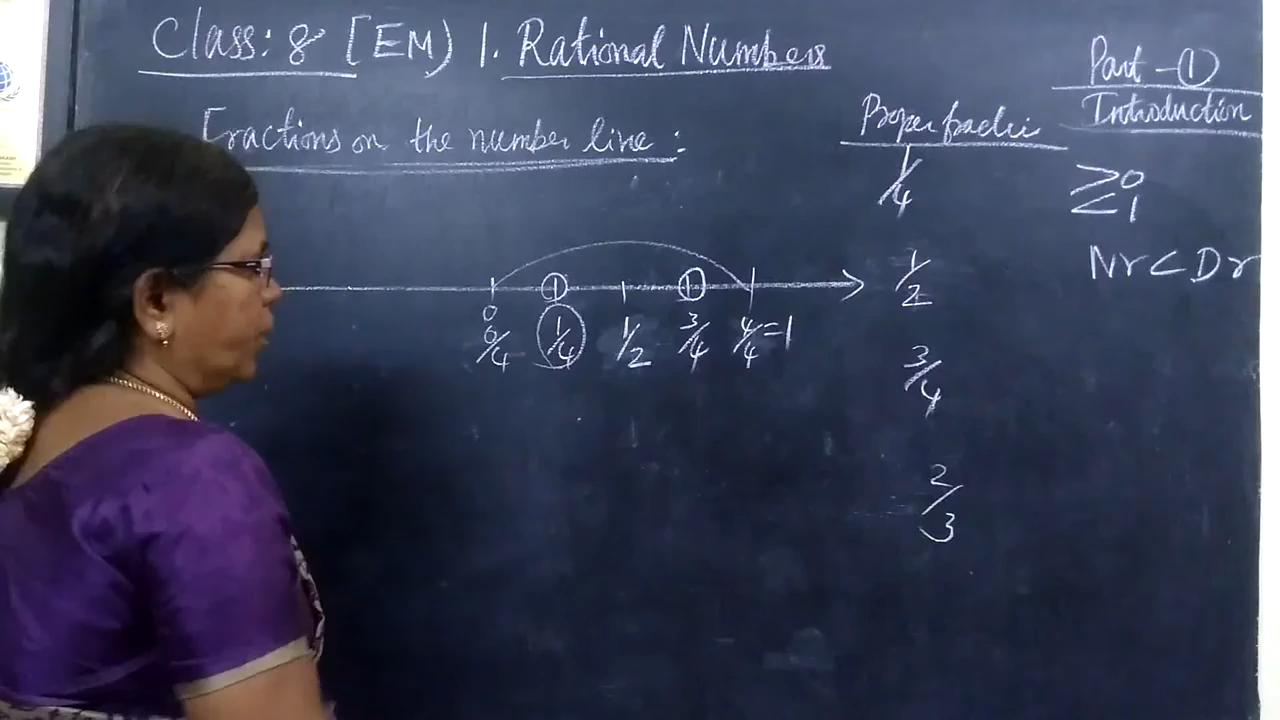 Class: 8 [EM) 1. Rational Numbers
Part - ①
Introduction
Fractions on the number line :
Proper fractio
1/4
≥0
≤1
1/2
Nr < Dr
① ①
0
0/4 1/4 1/2 3/4 4/4=1
3/4
2/3